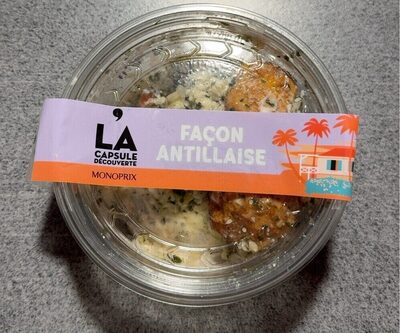 L'À
CAPSULE
DÉCOUVERTE
MONOPRIX
FAÇON
ANTILLAISE